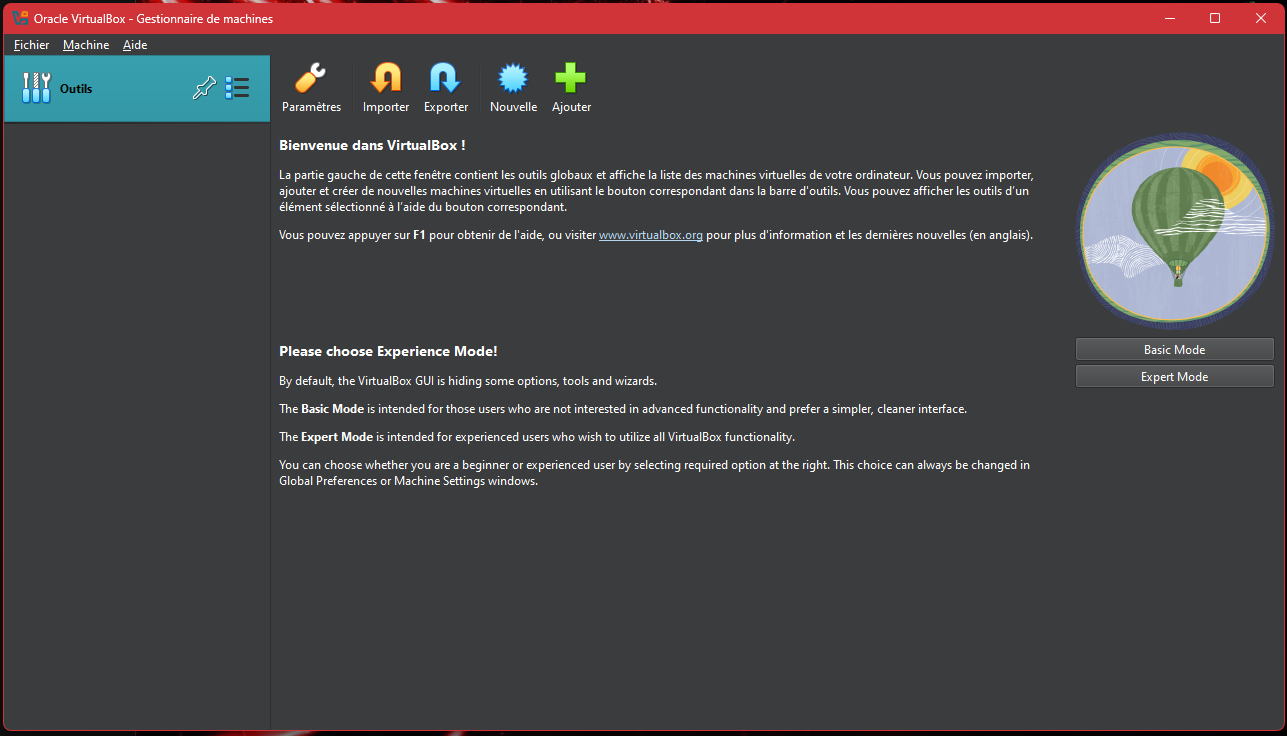 Oracle VirtualBox - Gestionnaire de machines
Fichier Machine Aide
Outils
Paramètres Importer Exporter Nouvelle Ajouter
Bienvenue dans VirtualBox !
La partie gauche de cette fenêtre contient les outils globaux et affiche la liste des machines virtuelles de votre ordinateur. Vous pouvez importer,
ajouter et créer de nouvelles machines virtuelles en utilisant le bouton correspondant dans la barre d'outils. Vous pouvez afficher les outils d'un
élément sélectionné à l'aide du bouton correspondant.
Vous pouvez appuyer sur F1 pour obtenir de l'aide, ou visiter www.virtualbox.org pour plus d'information et les dernières nouvelles (en anglais).
Please choose Experience Mode!
By default, the VirtualBox GUI is hiding some options, tools and wizards.
The Basic Mode is intended for those users who are not interested in advanced functionality and prefer a simpler, cleaner interface.
The Expert Mode is intended for experienced users who wish to utilize all VirtualBox functionality.
You can choose whether you are a beginner or experienced user by selecting required option at the right. This choice can always be changed in
Global Preferences or Machine Settings windows.
Basic Mode
Expert Mode